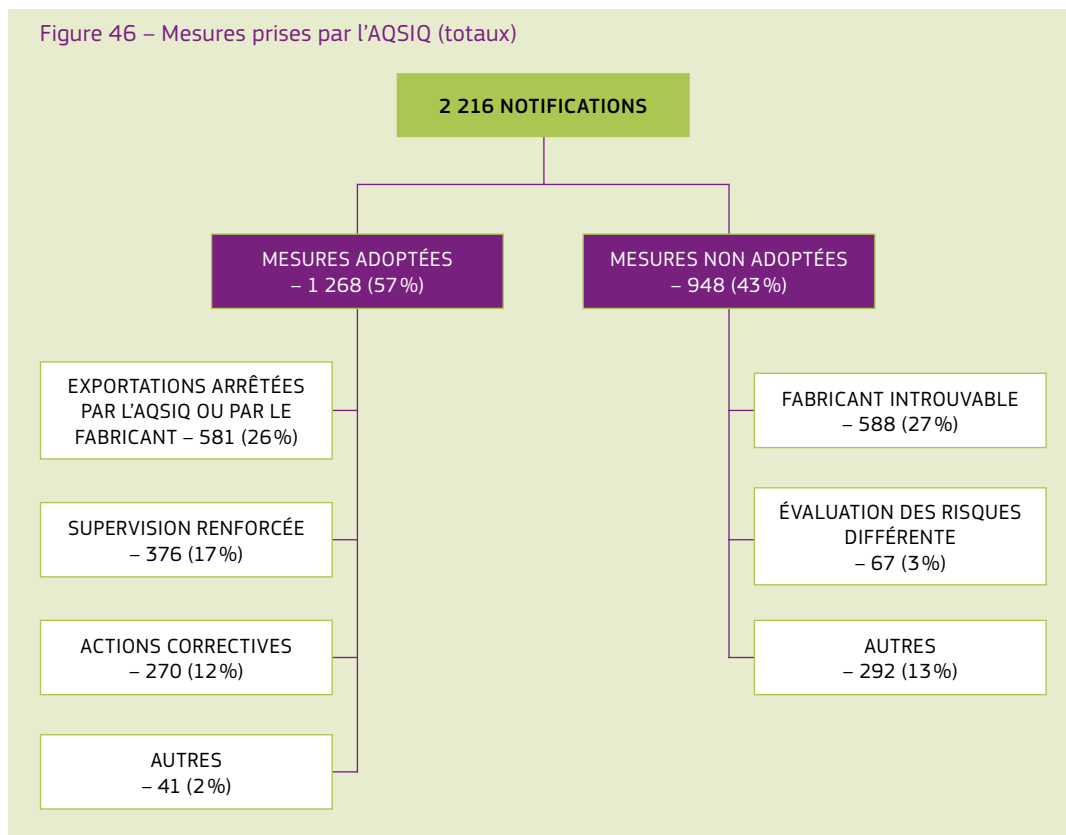 Figure 46 – Mesures prises par l'AQSIQ (totaux)
2 216 NOTIFICATIONS
MESURES ADOPTÉES
– 1 268 (57 %)
MESURES NON ADOPTÉES
– 948 (43 %)
EXPORTATIONS ARRÊTÉES
PAR L'AQSIQ OU PAR LE
FABRICANT – 581 (26 %)
SUPERVISION RENFORCÉE
– 376 (17 %)
ACTIONS CORRECTIVES
– 270 (12 %)
AUTRES
– 41 (2 %)
FABRICANT INTROUVABLE
– 588 (27 %)
ÉVALUATION DES RISQUES
DIFFÉRENTE
– 67 (3 %)
AUTRES
– 292 (13 %)